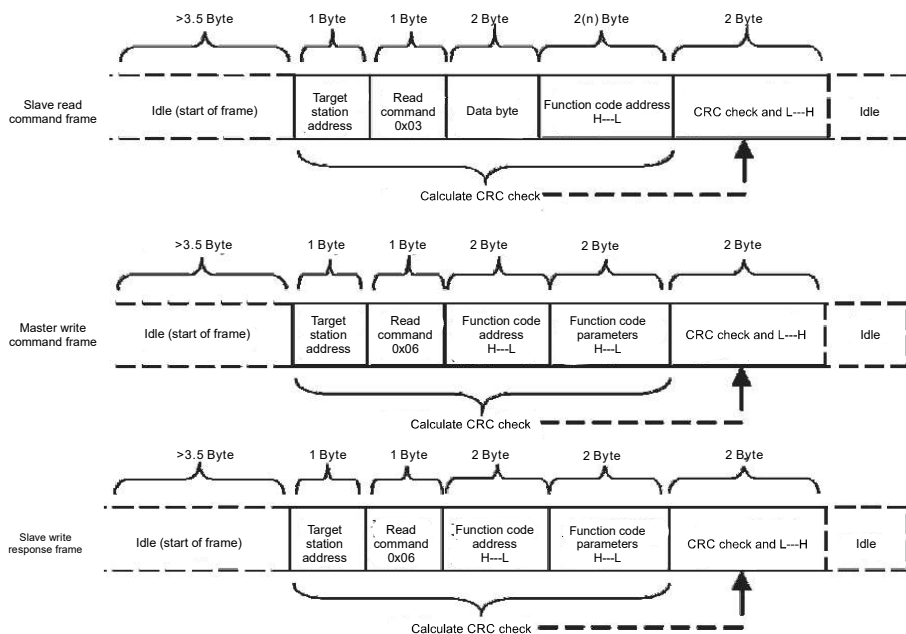 >3.5 Byte
1 Byte
1 Byte
2 Byte
2(n) Byte
2 Byte
Slave read
command frame
Idle (start of frame)
Target
station
address
Read
command
0x03
Data byte
Function code address
H---L
CRC check and L---H
Idle
Calculate CRC check
>3.5 Byte
1 Byte
1 Byte
2 Byte
2 Byte
2 Byte
Master write
command frame
Idle (start of frame)
Target
station
address
Read
command
0x06
Function code
address
H---L
Function code
parameters
H---L
CRC check and L---H
Idle
Calculate CRC check
>3.5 Byte
1 Byte
1 Byte
2 Byte
2 Byte
2 Byte
Slave write
response frame
Idle (start of frame)
Target
station
address
Read
command
0x06
Function code
address
H---L
Function code
parameters
H---L
CRC check and L---H
Idle
Calculate CRC check